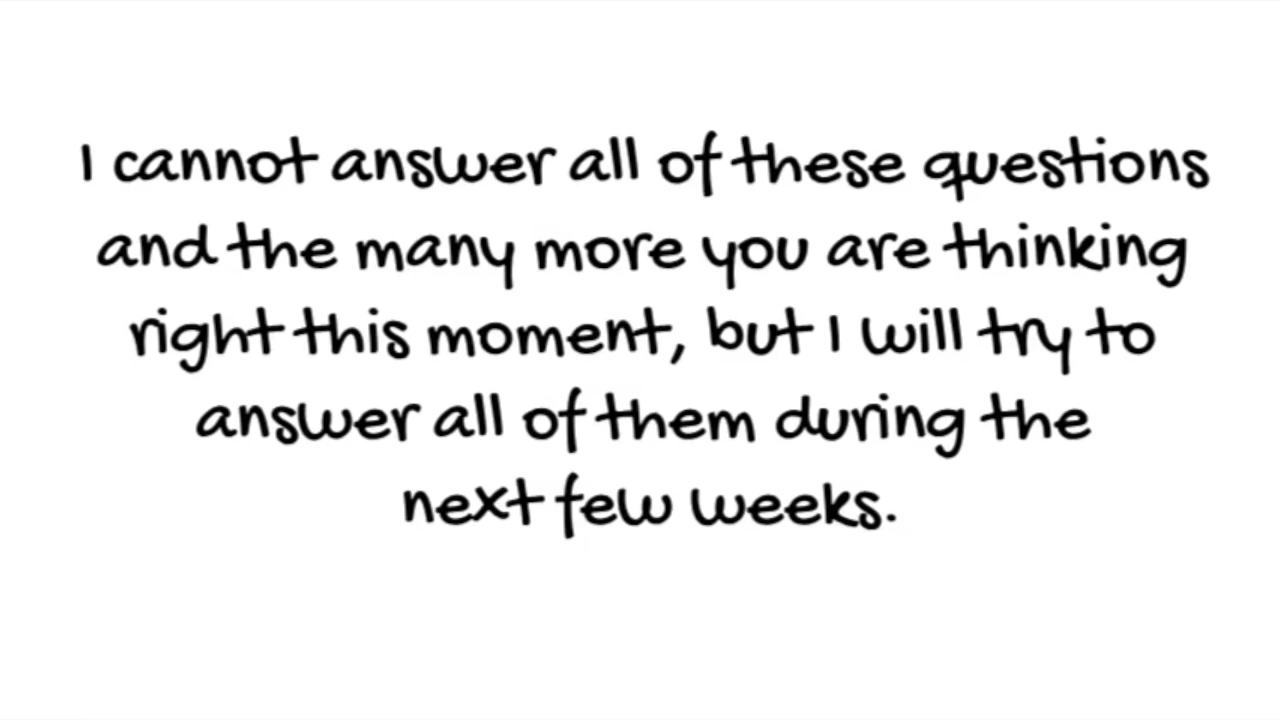 I cannot answer all of these questions
and the many more you are thinking
right this moment, but I will try to
answer all of them during the
next few weeks.